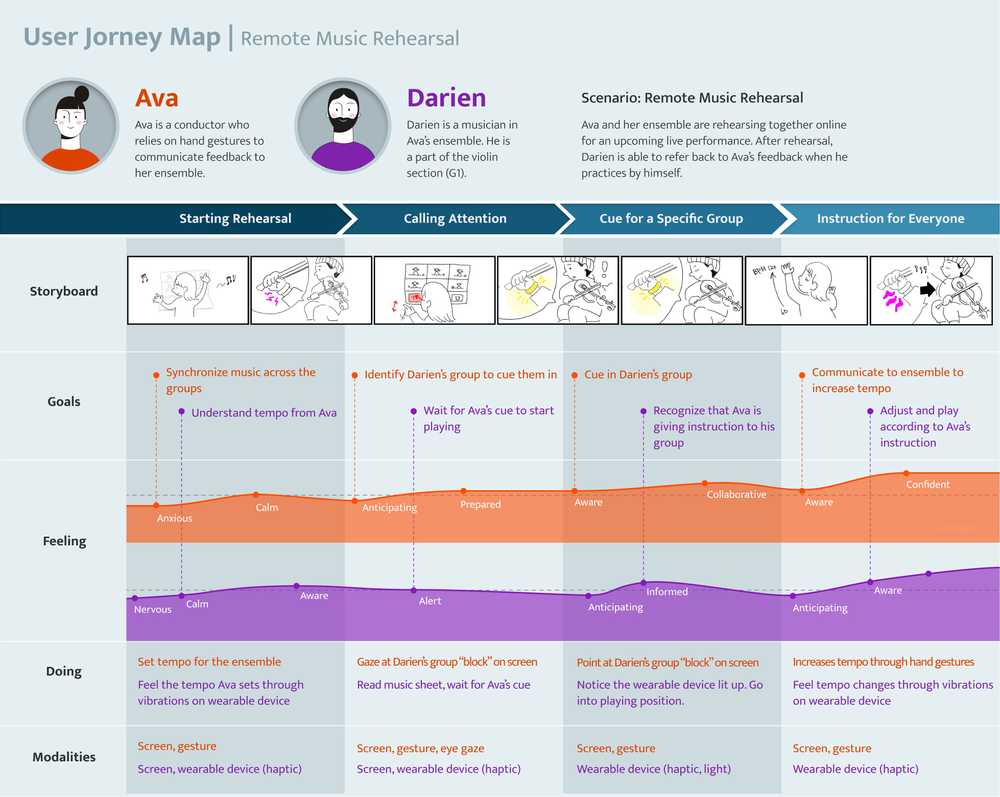 User Jorney Map | Remote Music Rehearsal
Ava
Ava is a conductor who
relies on hand gestures to
communicate feedback to
her ensemble.
Darien
Darien is a musician in
Ava's ensemble. He is
a part of the violin
section (G1).
Scenario: Remote Music Rehearsal
Ava and her ensemble are rehearsing together online
for an upcoming live performance. After rehearsal,
Darien is able to refer back to Ava's feedback when he
practices by himself.
Starting Rehearsal
Calling Attention
Cue for a Specific Group
Instruction for Everyone
Storyboard
Goals
Synchronize music across the
groups
Understand tempo from Ava
Identify Darien's group to cue them in
Wait for Ava's cue to start
playing
Cue in Darien's group
Recognize that Ava is
giving instruction to his
group
Communicate to ensemble to
increase tempo
Adjust and play
according to Ava's
instruction
Feeling
Anxious
Calm
Anticipating
Prepared
Aware
Collaborative
Aware
Confident
Nervous
Calm
Aware
Alert
Anticipating
Informed
Anticipating
Aware
Doing
Set tempo for the ensemble
Feel the tempo Ava sets through
vibrations on wearable device
Gaze at Darien's group “block” on screen
Read music sheet, wait for Ava's cue
Point at Darien's group “block” on screen
Notice the wearable device lit up. Go
into playing position.
Increases tempo through hand gestures
Feel tempo changes through vibrations
on wearable device
Modalities
Screen, gesture
Screen, wearable device (haptic)
Screen, gesture, eye gaze
Screen, wearable device (haptic)
Screen, gesture
Wearable device (haptic, light)
Screen, gesture
Wearable device (haptic)